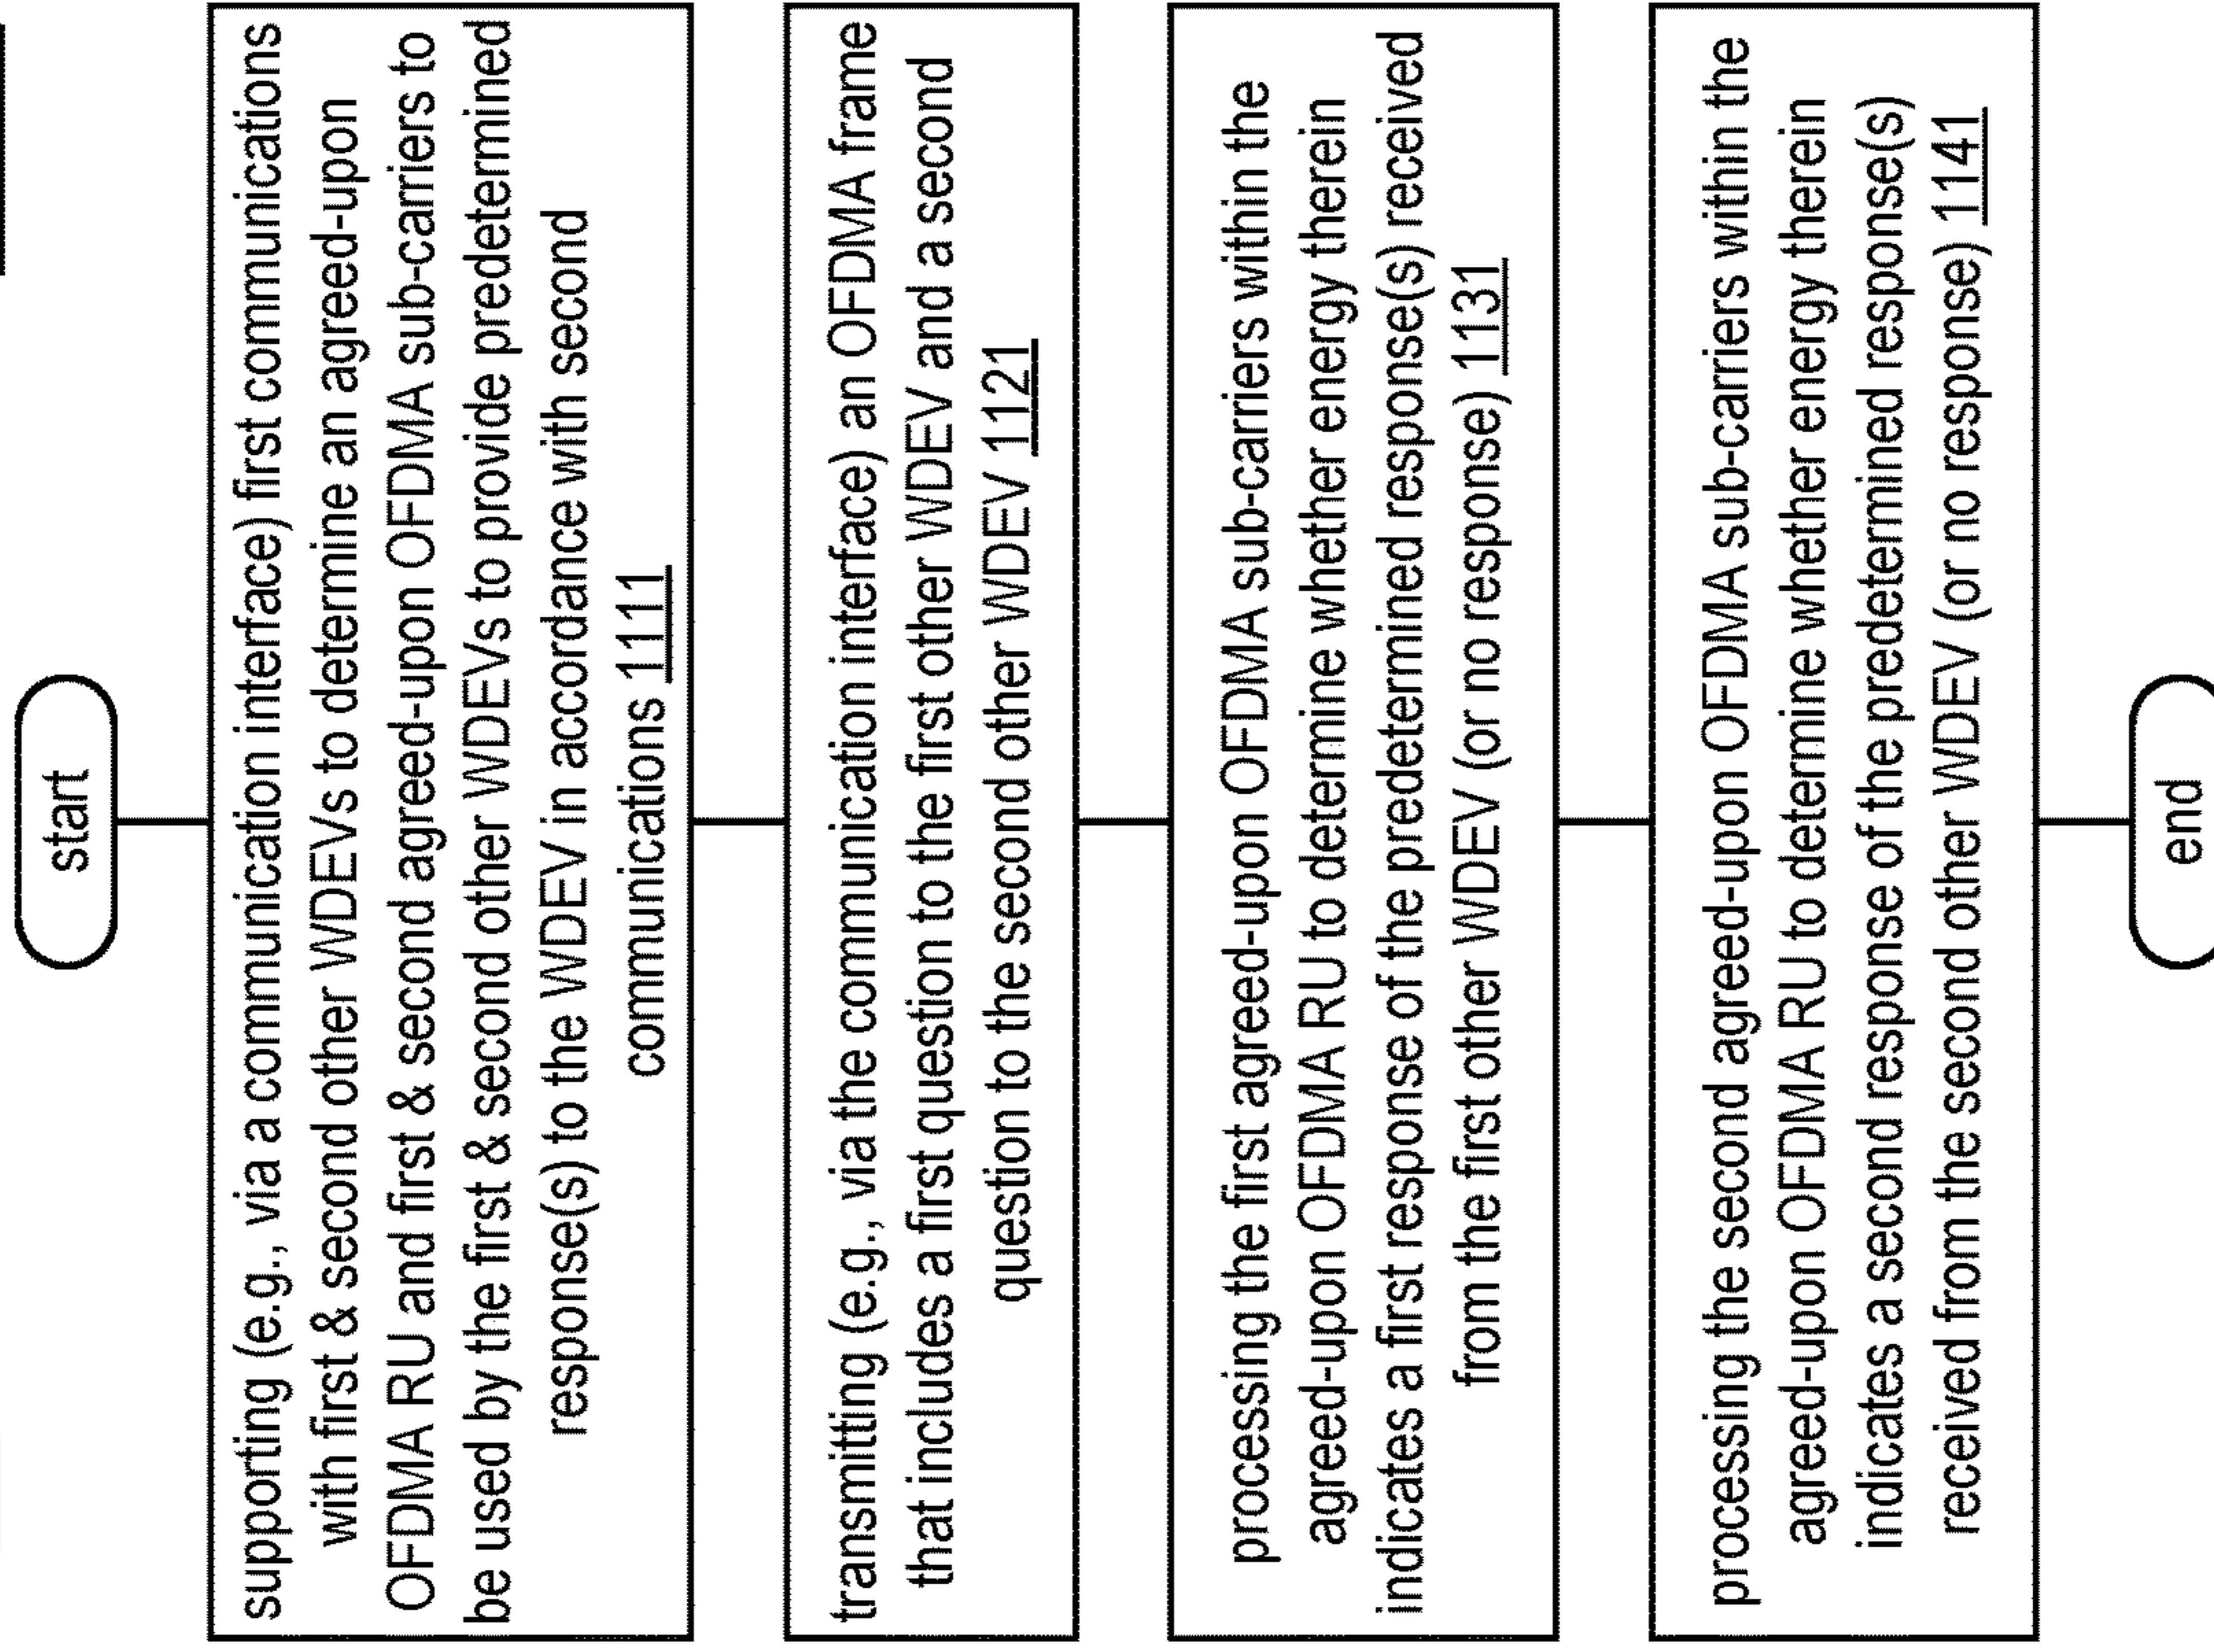 start
supporting (e.g., via a communication interface) first communications
with first & second other WDEVs to determine an agreed-upon
OFDMA RU and first & second agreed-upon OFDMA sub-carriers to
be used by the first & second other WDEVs to provide predetermined
response(s) to the WDEV in accordance with second
communications 1111
transmitting (e.g., via the communication interface) an OFDMA frame
that includes a first question to the first other WDEV and a second
question to the second other WDEV 1121
processing the first agreed-upon OFDMA sub-carriers within the
agreed-upon OFDMA RU to determine whether energy therein
indicates a first response of the predetermined response(s) received
from the first other WDEV (or no response) 1131
processing the second agreed-upon OFDMA sub-carriers within the
agreed-upon OFDMA RU to determine whether energy therein
indicates a second response of the predetermined response(s)
received from the second other WDEV (or no response) 1141
end